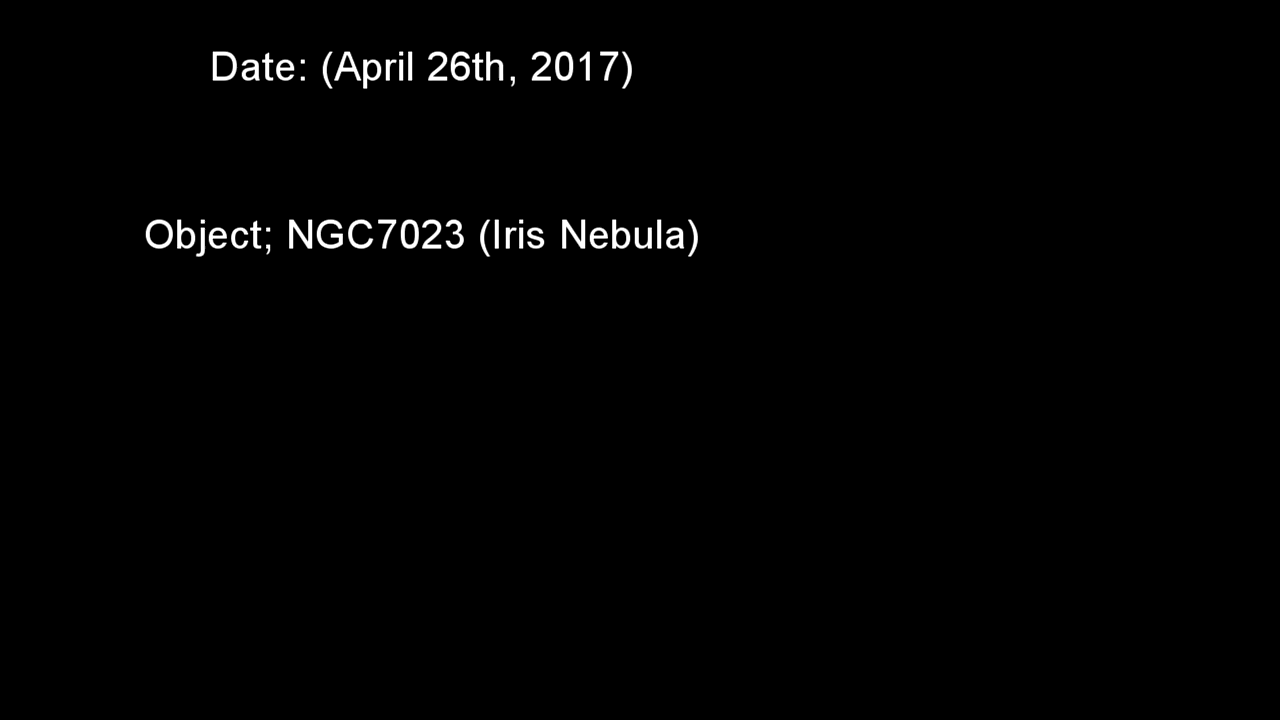 Date: (April 26th, 2017)
Object; NGC7023 (Iris Nebula)